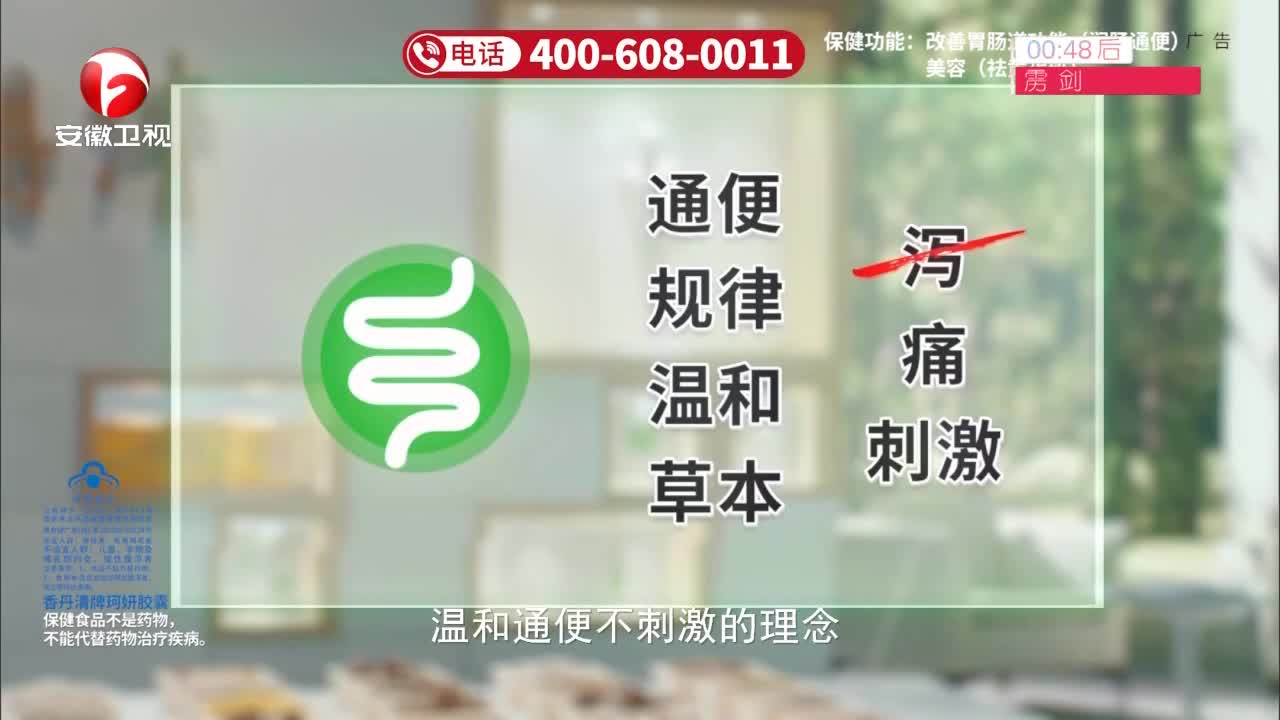 电话 400-608-0011
保健功能：改善胃肠道功能（润肠通便）
广告
00:48后
雳剑
美容（祛黄
安徽卫视
通便
规律
温和
草本
泻
痛
刺激
香丹清牌珂妍胶囊
保健食品不是药物，
不能代替药物治疗疾病。
温和通便不刺激的理念